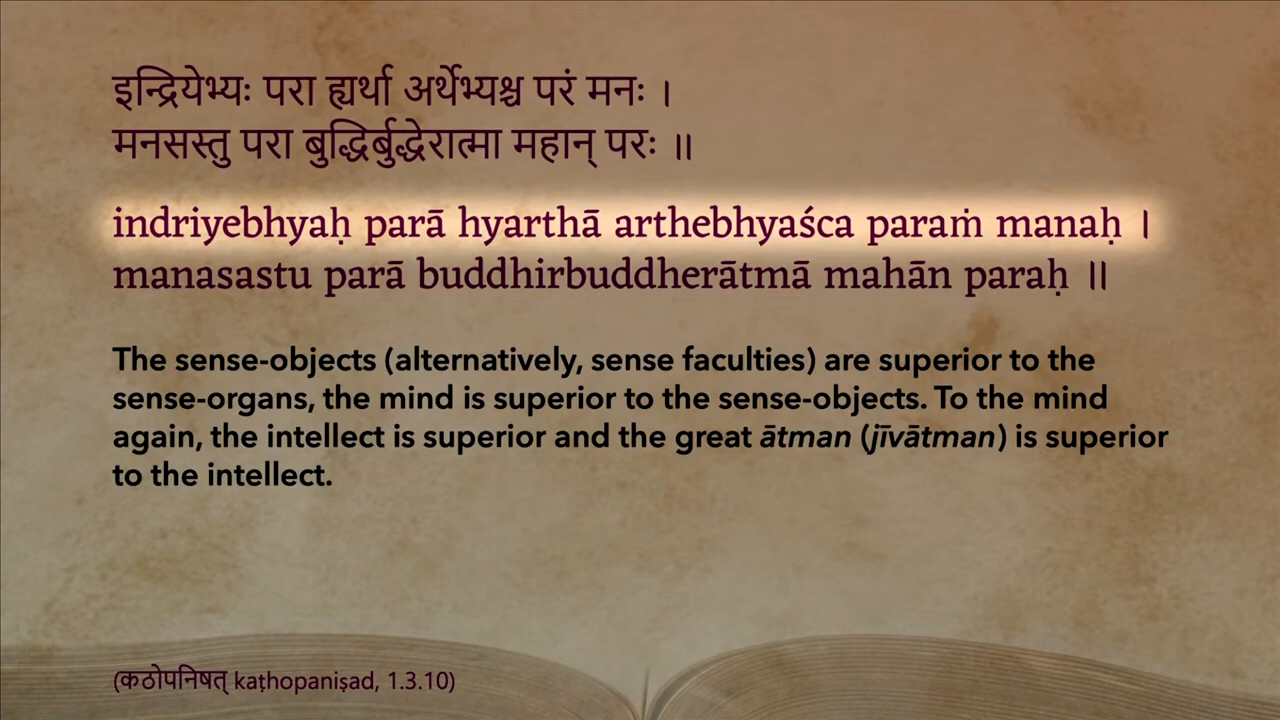 इन्द्रियेभ्यः परा ह्यर्था अर्थेभ्यश्च परं मनः ।
मनसस्तु परा बुद्धिर्बुद्धेरात्मा महान् परः ॥
indriyebhyaḥ parā hyarthā arthebhyaśca paraṁ manaḥ ।
manasastu parā buddhirbuddherātmā mahān paraḥ ॥
The sense-objects (alternatively, sense faculties) are superior to the
sense-organs, the mind is superior to the sense-objects. To the mind
again, the intellect is superior and the great ātman (jīvātman) is superior
to the intellect.
(कठोपनिषत् kaṭhopaniṣad, 1.3.10)